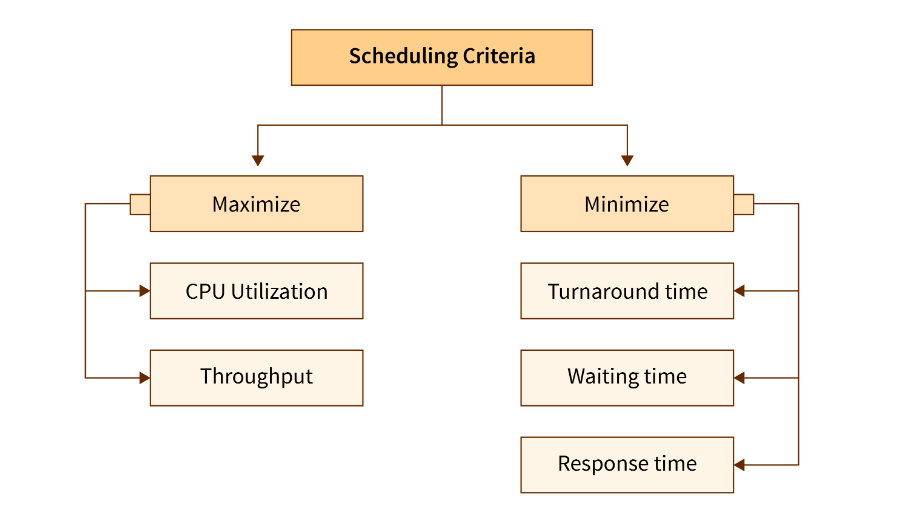 Scheduling Criteria
Maximize
CPU Utilization
Throughput
Minimize
Turnaround time
Waiting time
Response time